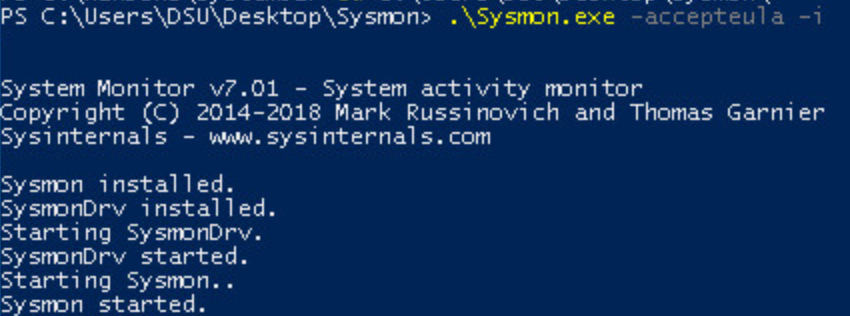 PS C:\Users\DSU\Desktop\Sysmon> .\Sysmon.exe -accepteula -i
System Monitor v7.01 - System activity monitor
Copyright (C) 2014-2018 Mark Russinovich and Thomas Garnier
Sysinternals - www.sysinternals.com
Sysmon installed.
SysmonDrv installed.
Starting SysmonDrv.
SysmonDrv started.
Starting Sysmon..
Sysmon started.